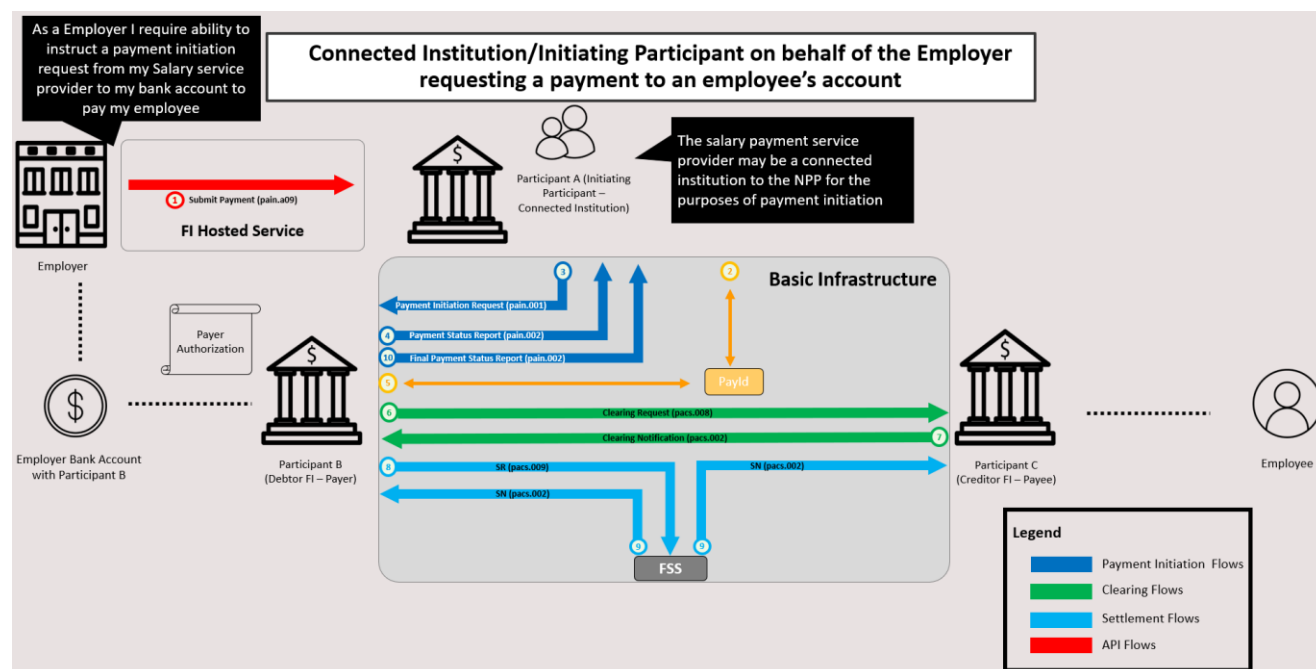 As a Employer I require ability to
instruct a payment initiation
request from my Salary service
provider to my bank account to
pay my employee
Connected Institution/Initiating Participant on behalf of the Employer
requesting a payment to an employee's account
The salary payment service
provider may be a connected
institution to the NPP for the
purposes of payment initiation
$
Participant A (Initiating
Participant –
Connected Institution)
1 Submit Payment (pain.a09)
FI Hosted Service
Employer
Basic Infrastructure
3
2
Payment Initiation Request (pain.001)
4 Payment Status Report (pain.002)
10 Final Payment Status Report (pain.002)
Payer
Authorization
$
5
PayId
$
6 Clearing Request (pacs.008)
Clearing Notification (pacs.002) 7
$
Employer Bank Account
with Participant B
Participant B
(Debtor FI – Payer)
8 SR (pacs.009)
SN (pacs.002)
SN (pacs.002)
9
9
FSS
Participant C
(Creditor FI – Payee)
Employee
Legend
Payment Initiation Flows
Clearing Flows
Settlement Flows
API Flows